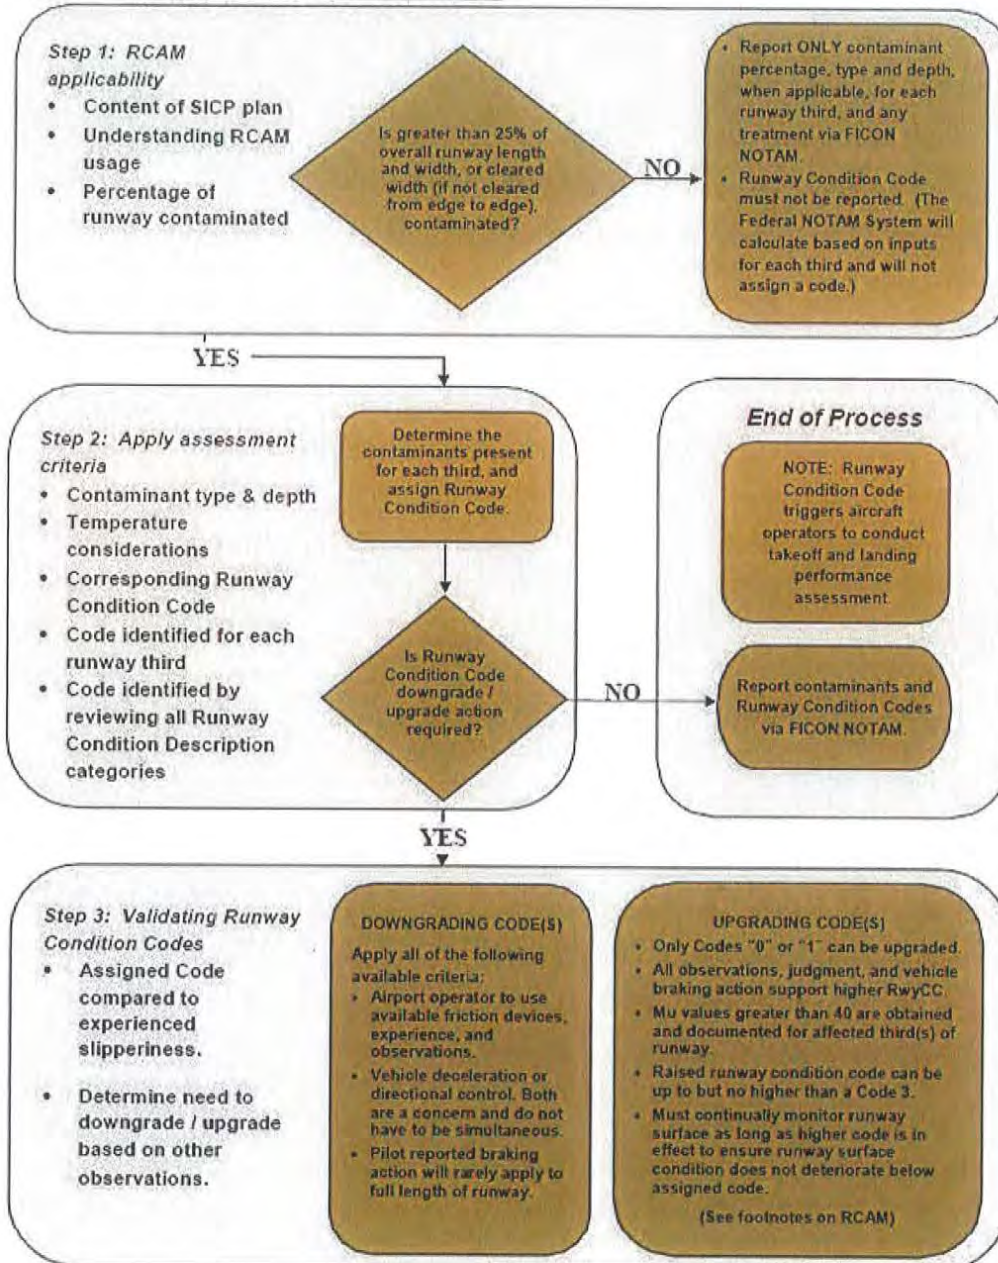 Step 1: RCAM
applicability
• Content of SICP plan
• Understanding RCAM
usage
• Percentage of
runway contaminated
Is greater than 25% of
overall runway length
and width, or cleared
width (if not cleared
from edge to edge),
contaminated?
NO
• Report ONLY contaminant
percentage, type and depth,
when applicable, for each
runway third, and any
treatment via FICON
NOTAM.
• Runway Condition Code
must not be reported. (The
Federal NOTAM System will
calculate based on inputs
for each third and will not
assign a code.)
YES
Step 2: Apply assessment
criteria
• Contaminant type & depth
• Temperature
considerations
• Corresponding Runway
Condition Code
• Code identified for each
runway third
• Code identified by
reviewing all Runway
Condition Description
categories
Determine the
contaminants present
for each third, and
assign Runway
Condition Code.
Is Runway
Condition Code
downgrade /
upgrade action
required?
NO
End of Process
NOTE: Runway
Condition Code
triggers aircraft
operators to conduct
takeoff and landing
performance
assessment
Report contaminants and
Runway Condition Codes
via FICON NOTAM.
YES
Step 3: Validating Runway
Condition Codes
• Assigned Code
compared to
experienced
slipperiness.
• Determine need to
downgrade / upgrade
based on other
observations.
DOWNGRADING CODE(S)
Apply all of the following
available criteria:
• Airport operator to use
available friction devices,
experience, and
observations.
• Vehicle deceleration or
directional control. Both
are a concern and do not
have to be simultaneous.
• Pilot reported braking
action will rarely apply to
full length of runway.
UPGRADING CODE(S)
• Only Codes "0" or "1" can be upgraded.
• All observations, judgment, and vehicle
braking action support higher RwyCC.
• Mu values greater than 40 are obtained
and documented for affected third(s) of
runway.
• Raised runway condition code can be
up to but no higher than a Code 3.
• Must continually monitor runway
surface as long as higher code is in
effect to ensure runway surface
condition does not deteriorate below
assigned code.
(See footnotes on RCAM)